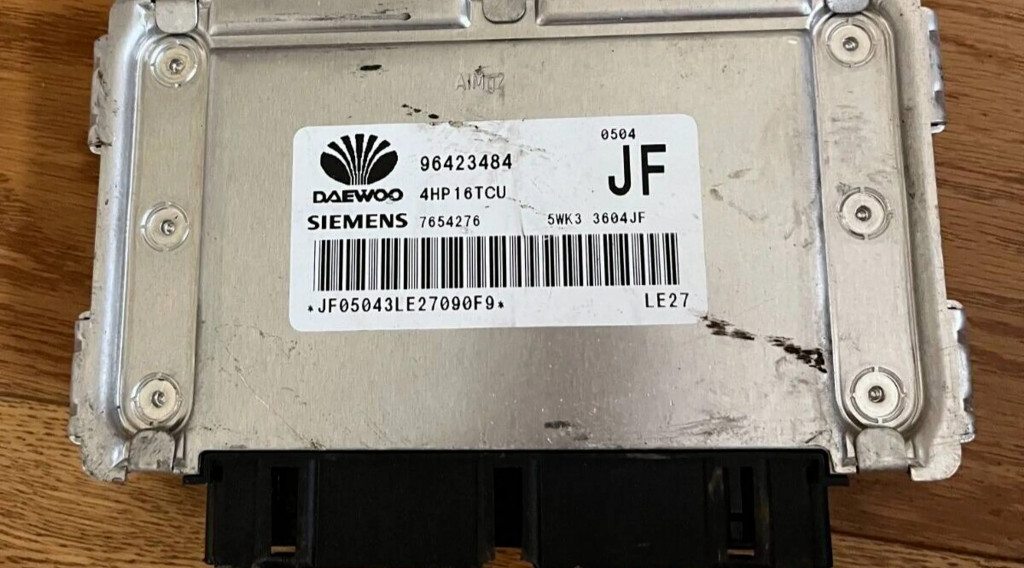 0504
DAEWOO 96423484 JF
4HP16TCU
SIEMENS 7654276 5WK3 3604JF
*JF05043LE27090F9* LE27